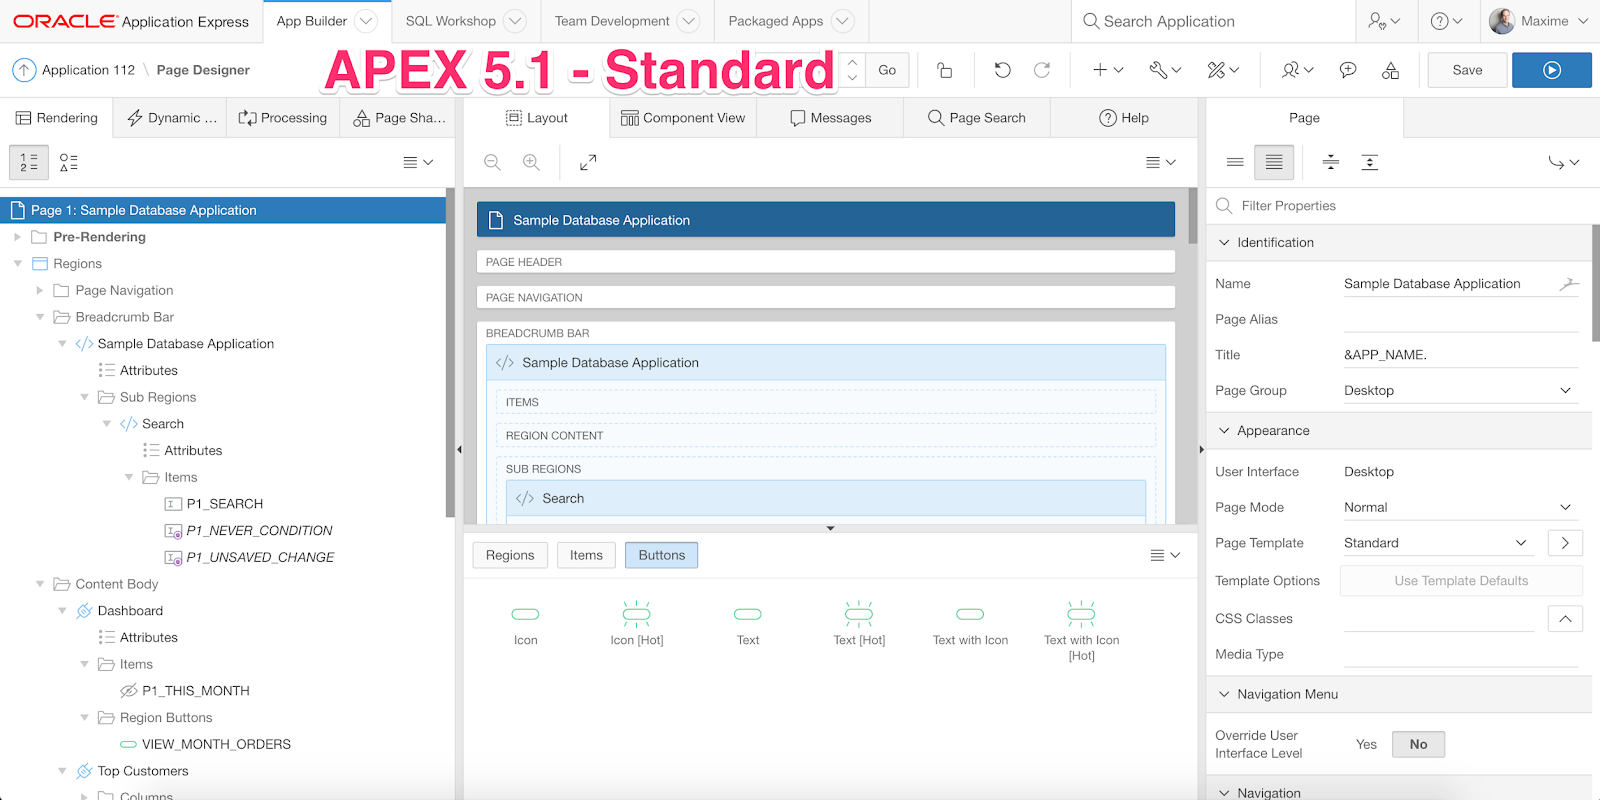 ORACLE Application Express
App Builder
SQL Workshop
Team Development
Packaged Apps
Search Application
Maxime
Application 112 \ Page Designer
APEX 5.1 - Standard
Go
Save
Rendering
Dynamic ...
Processing
Page Sha...
Layout
Component View
Messages
Page Search
Help
Page
Page 1: Sample Database Application
Pre-Rendering
Regions
Page Navigation
Breadcrumb Bar
Sample Database Application
Attributes
Sub Regions
Search
Attributes
Items
P1_SEARCH
P1_NEVER_CONDITION
P1_UNSAVED_CHANGE
Content Body
Dashboard
Attributes
Items
P1_THIS_MONTH
Region Buttons
VIEW_MONTH_ORDERS
Top Customers
Columns
Sample Database Application
PAGE HEADER
PAGE NAVIGATION
BREADCRUMB BAR
Sample Database Application
ITEMS
REGION CONTENT
SUB REGIONS
Search
Regions
Items
Buttons
Icon
Icon [Hot]
Text
Text [Hot]
Text with Icon
Text with Icon
[Hot]
Filter Properties
Identification
Name
Sample Database Application
Page Alias
Title
&APP_NAME.
Page Group
Desktop
Appearance
User Interface
Desktop
Page Mode
Normal
Page Template
Standard
Template Options
Use Template Defaults
CSS Classes
Media Type
Navigation Menu
Override User
Interface Level
Yes
No
Navigation